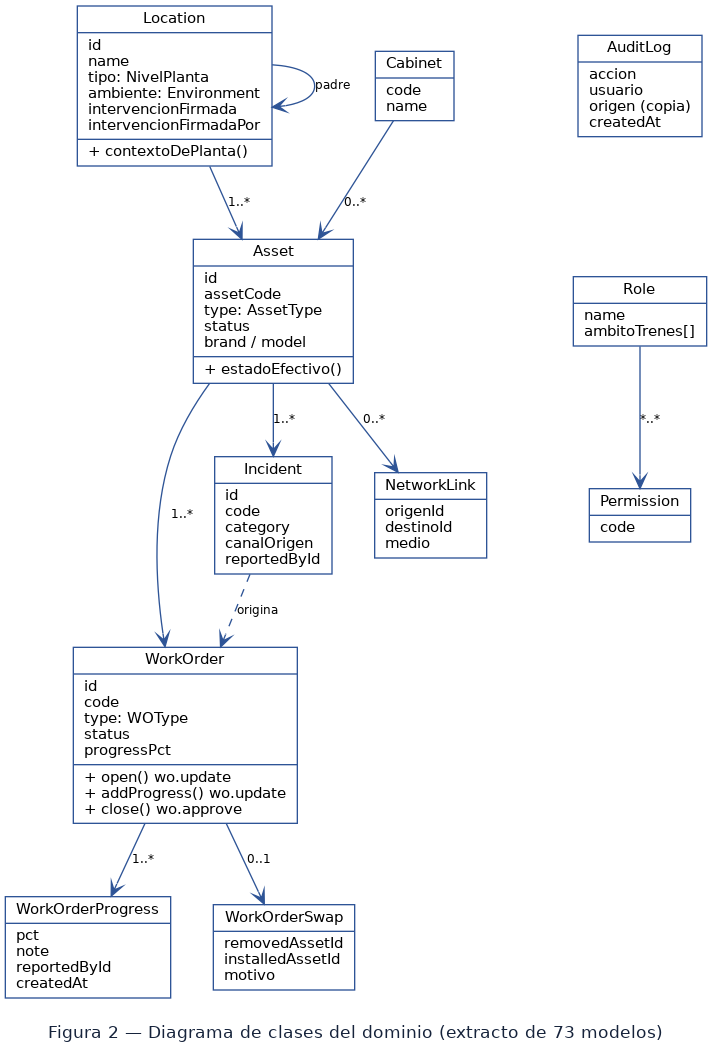 Location
id
name
tipo: NivelPlanta
ambiente: Environment
intervencionFirmada
intervencionFirmadaPor
+ contextoDePlanta()
padre
Cabinet
code
name
AuditLog
accion
usuario
origen (copia)
createdAt
1..*
0..*
Asset
id
assetCode
type: AssetType
status
brand / model
+ estadoEfectivo()
Role
name
ambitoTrenes[]
1..*
1..*
0..*
*..*
Incident
id
code
category
canalOrigen
reportedById
NetworkLink
origenId
destinoId
medio
Permission
code
origina
WorkOrder
id
code
type: WOType
status
progressPct
+ open() wo.update
+ addProgress() wo.update
+ close() wo.approve
1..*
0..1
WorkOrderProgress
pct
note
reportedById
createdAt
WorkOrderSwap
removedAssetId
installedAssetId
motivo
Figura 2 — Diagrama de clases del dominio (extracto de 73 modelos)